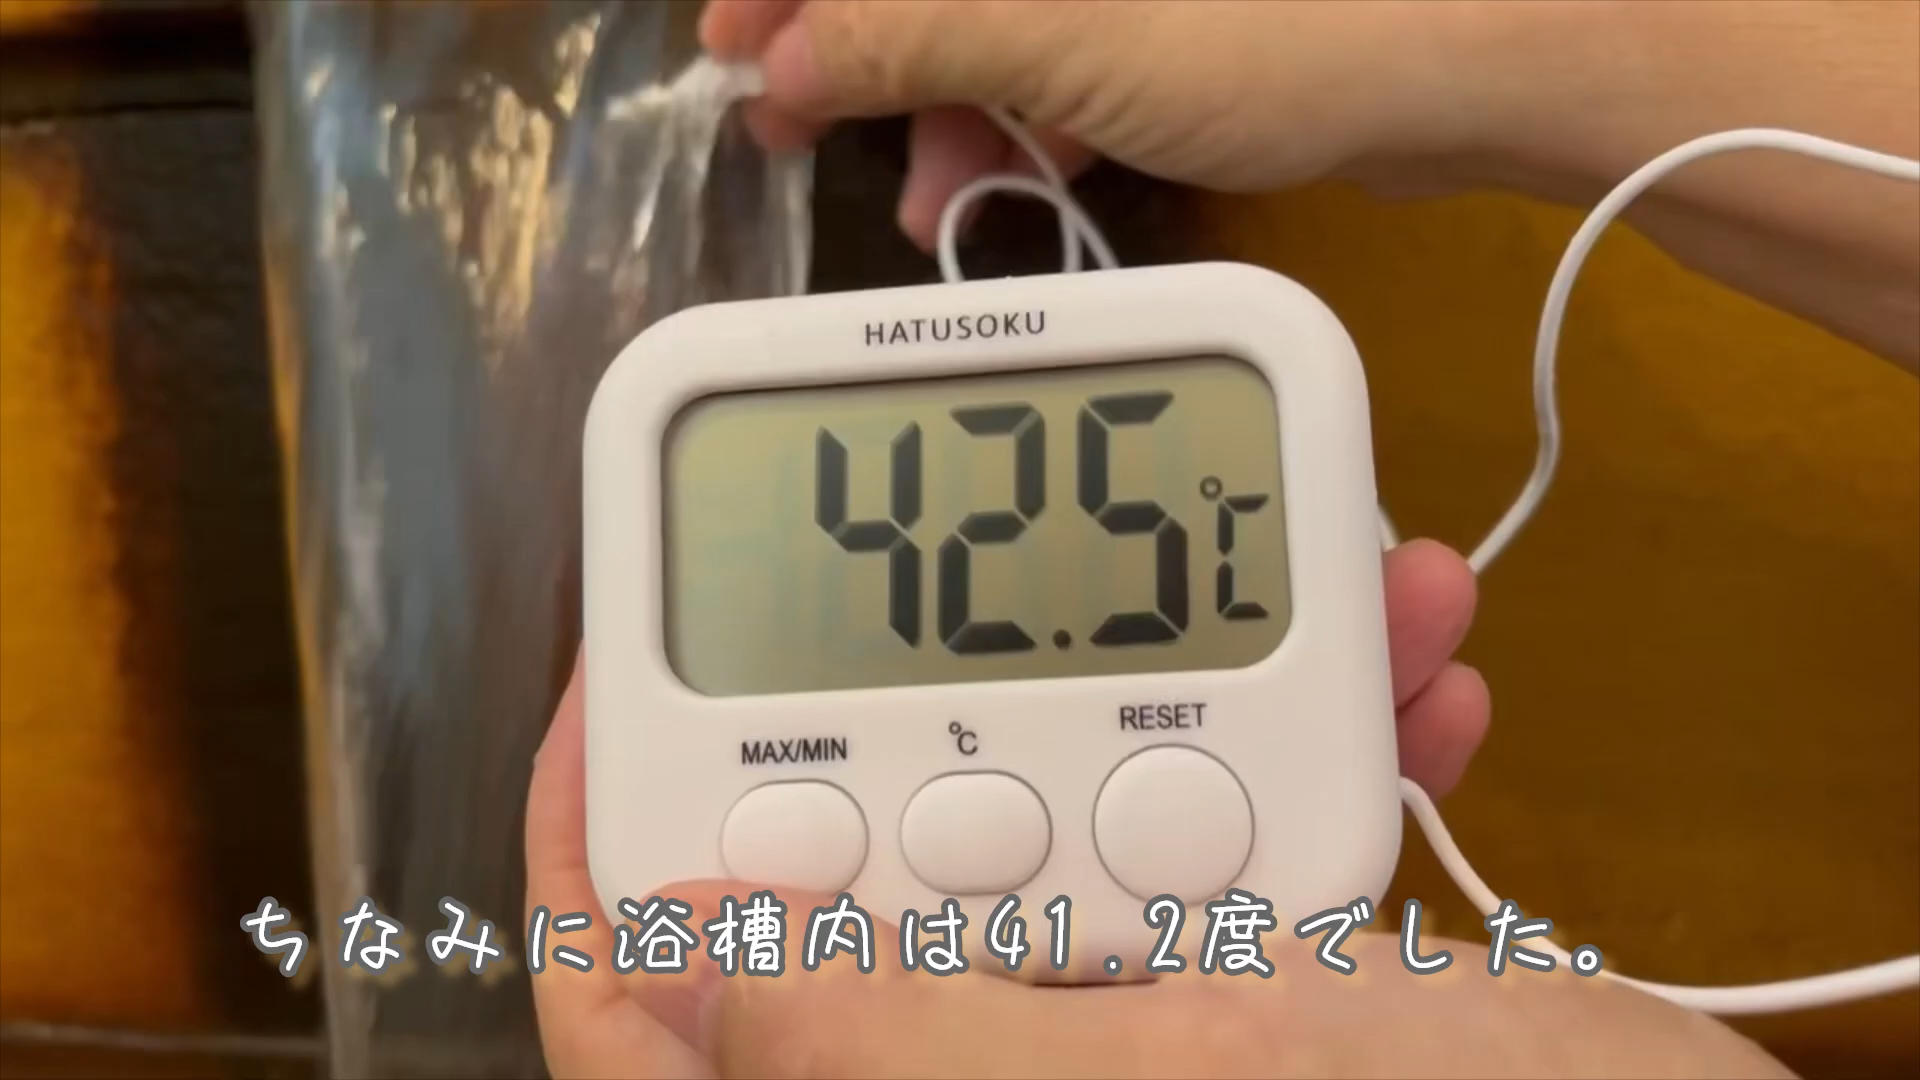 HATUSOKU
42.5℃
MAX/MIN
℃
RESET
ちなみに浴槽内は41.2度でした。